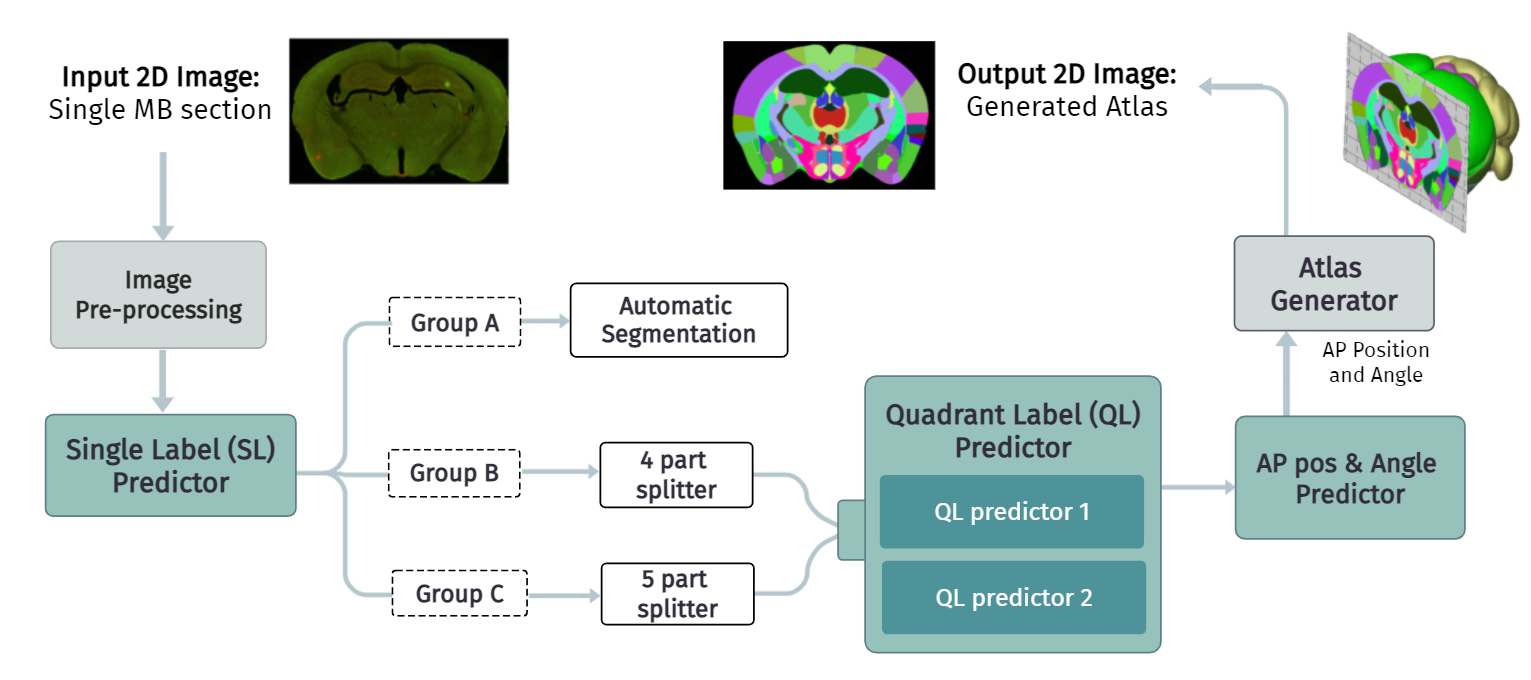 Input 2D Image:
Single MB section
Output 2D Image:
Generated Atlas
Image
Pre-processing
Atlas
Generator
Group A
Automatic
Segmentation
AP Position
and Angle
Single Label (SL)
Predictor
Group B
4 part
splitter
Quadrant Label (QL)
Predictor
QL predictor 1
QL predictor 2
AP pos & Angle
Predictor
Group C
5 part
splitter